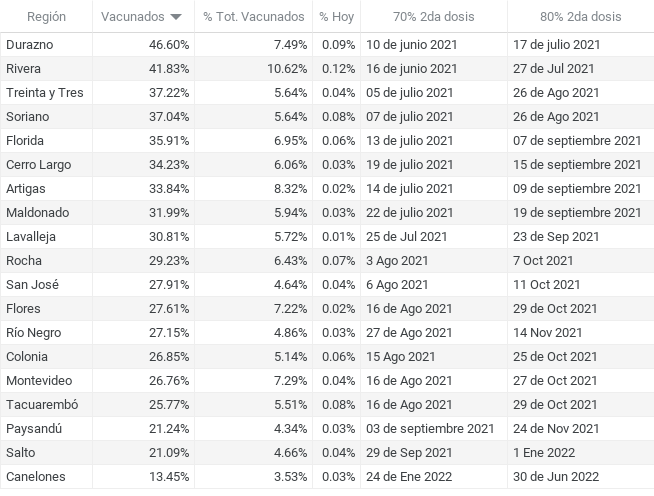 Región Vacunados % Tot. Vacunados % Hoy 70% 2da dosis 80% 2da dosis
Durazno 46.60% 7.49% 0.09% 10 de junio 2021 17 de julio 2021
Rivera 41.83% 10.62% 0.12% 16 de junio 2021 27 de Jul 2021
Treinta y Tres 37.22% 5.64% 0.04% 05 de julio 2021 26 de Ago 2021
Soriano 37.04% 5.64% 0.08% 07 de julio 2021 26 de Ago 2021
Florida 35.91% 6.95% 0.06% 13 de julio 2021 07 de septiembre 2021
Cerro Largo 34.23% 6.06% 0.03% 19 de julio 2021 15 de septiembre 2021
Artigas 33.84% 8.32% 0.02% 14 de julio 2021 09 de septiembre 2021
Maldonado 31.99% 5.94% 0.03% 22 de julio 2021 19 de septiembre 2021
Lavalleja 30.81% 5.72% 0.01% 25 de Jul 2021 23 de Sep 2021
Rocha 29.23% 6.43% 0.07% 3 Ago 2021 7 Oct 2021
San José 27.91% 4.64% 0.04% 6 Ago 2021 11 Oct 2021
Flores 27.61% 7.22% 0.02% 16 de Ago 2021 29 de Oct 2021
Río Negro 27.15% 4.86% 0.03% 27 de Ago 2021 14 Nov 2021
Colonia 26.85% 5.14% 0.06% 15 Ago 2021 25 de Oct 2021
Montevideo 26.76% 7.29% 0.04% 16 de Ago 2021 27 de Oct 2021
Tacuarembó 25.77% 5.51% 0.08% 16 de Ago 2021 29 de Oct 2021
Paysandú 21.24% 4.34% 0.03% 03 de septiembre 2021 24 de Nov 2021
Salto 21.09% 4.66% 0.04% 29 de Sep 2021 1 Ene 2022
Canelones 13.45% 3.53% 0.03% 24 de Ene 2022 30 de Jun 2022